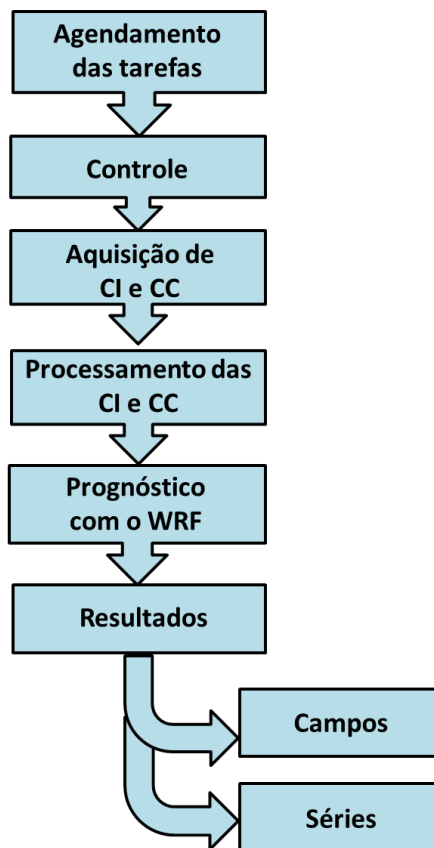 Agendamento
das tarefas
Controle
Aquisição de
CI e CC
Processamento das
CI e CC
Prognóstico
com o WRF
Resultados
Campos
Séries